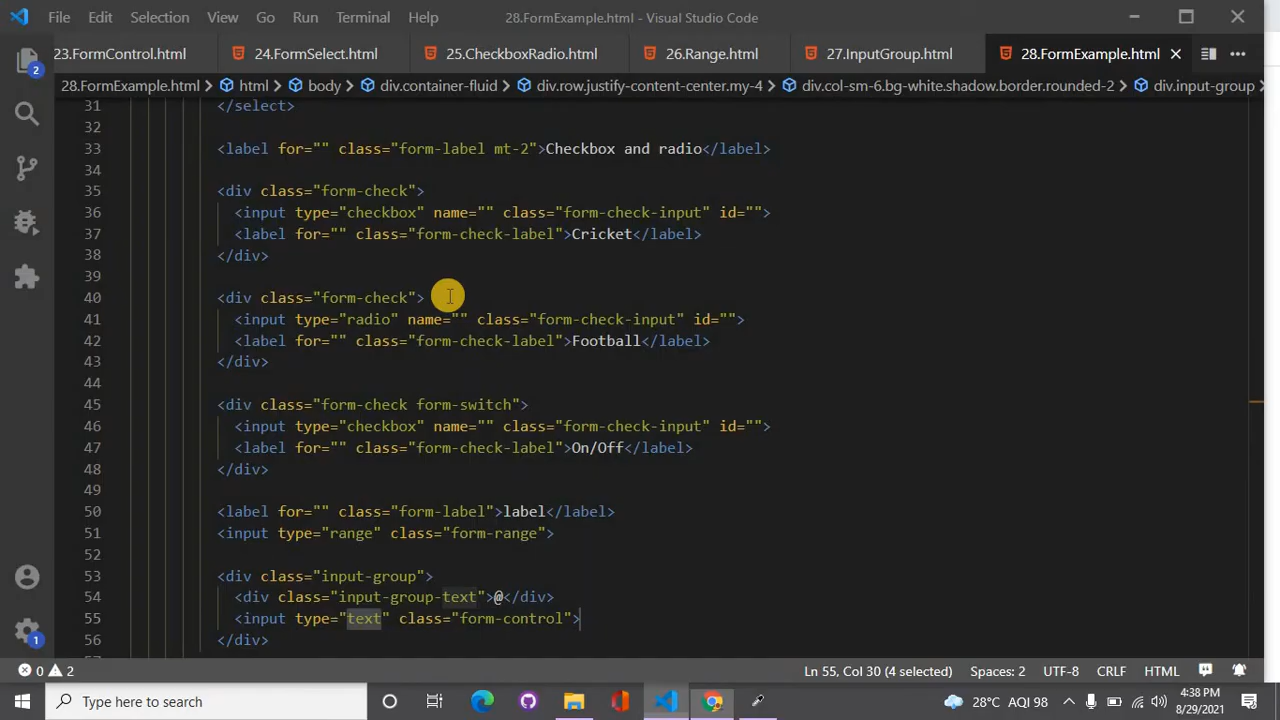 File Edit Selection View Go Run Terminal Help 28.FormExample.html - Visual Studio Code
23.FormControl.html 24.FormSelect.html 25.CheckboxRadio.html 26.Range.html 27.InputGroup.html 28.FormExample.html
28.FormExample.html > html > body > div.container-fluid > div.row.justify-content-center.my-4 > div.col-sm-6.bg-white.shadow.border.rounded-2 > div.input-group >
31 </select>
32
33 <label for="" class="form-label mt-2">Checkbox and radio</label>
34
35 <div class="form-check">
36 <input type="checkbox" name="" class="form-check-input" id="">
37 <label for="" class="form-check-label">Cricket</label>
38 </div>
39
40 <div class="form-check">
41 <input type="radio" name="" class="form-check-input" id="">
42 <label for="" class="form-check-label">Football</label>
43 </div>
44
45 <div class="form-check form-switch">
46 <input type="checkbox" name="" class="form-check-input" id="">
47 <label for="" class="form-check-label">On/Off</label>
48 </div>
49
50 <label for="" class="form-label">label</label>
51 <input type="range" class="form-range">
52
53 <div class="input-group">
54 <div class="input-group-text">@</div>
55 <input type="text" class="form-control">
56 </div>
2
1
0 2 Ln 55, Col 30 (4 selected) Spaces: 2 UTF-8 CRLF HTML
Type here to search 28°C AQI 98 4:38 PM
8/29/2021